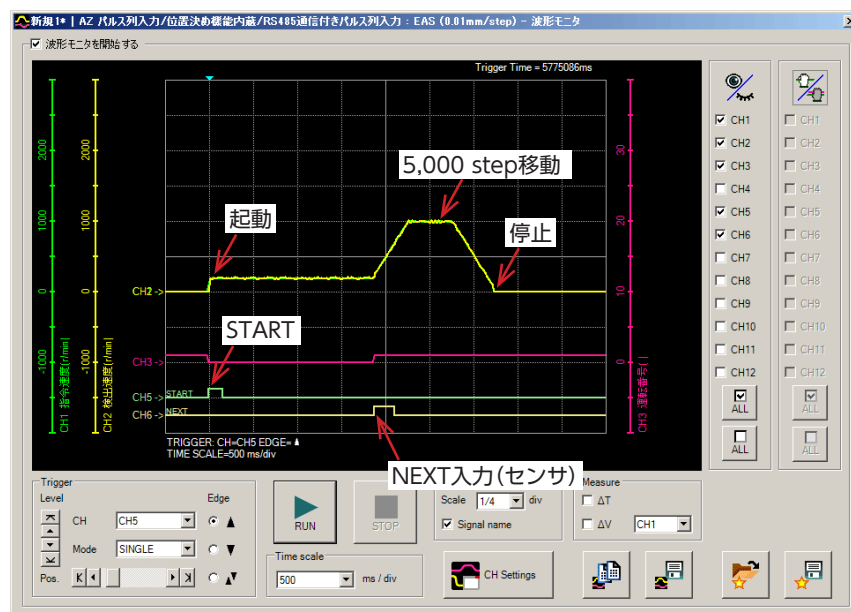 新規1* | AZ パルス列入力/位置決め機能内蔵/RS485通信付きパルス列入力 : EAS (0.01mm/step) - 波形モニタ
波形モニタを開始する
Trigger Time = 5775086ms
2000
1000
0
-1000
CH1 指令速度[r/min]
2000
1000
0
-1000
CH2 検出速度[r/min]
30
20
10
0
CH3 運転番号[ ]
5,000 step移動
起動
停止
CH2 ->
START
CH3 ->
CH5 -> START
CH6 -> NEXT
NEXT入力(センサ)
TRIGGER: CH=CH5 EDGE=
TIME SCALE=500 ms/div
CH1
CH2
CH3
CH4
CH5
CH6
CH7
CH8
CH9
CH10
CH11
CH12
ALL
ALL
CH1
CH2
CH3
CH4
CH5
CH6
CH7
CH8
CH9
CH10
CH11
CH12
ALL
ALL
Trigger
Level
Edge
CH CH5
Mode SINGLE
Pos.
RUN
STOP
Time scale
500 ms / div
Scale 1/4 div
Signal name
CH Settings
Measure
ΔT
ΔV CH1